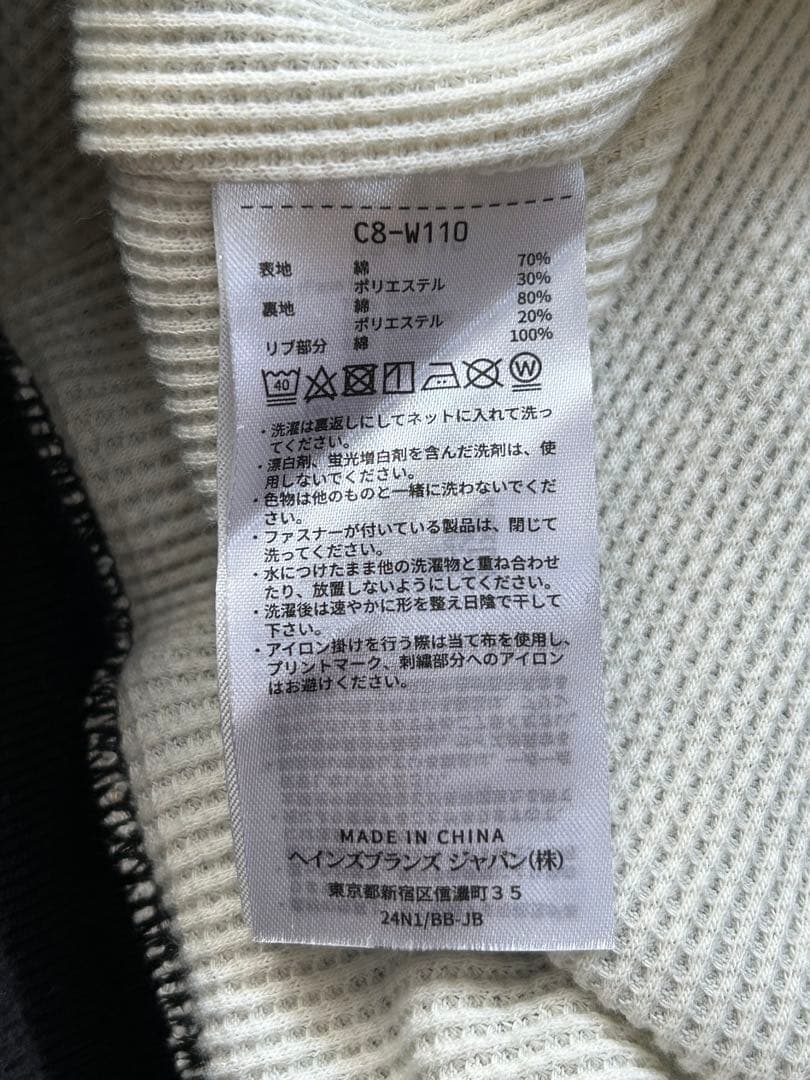 C8-W110
表地 綿 70%
ポリエステル 30%
裏地 綿 80%
ポリエステル 20%
リブ部分 綿 100%
40 W
・洗濯は裏返しにしてネットに入れて洗っ
てください。
・漂白剤、蛍光増白剤を含んだ洗剤は、使
用しないでください。
・色物は他のものと一緒に洗わないでくだ
さい。
・ファスナーが付いている製品は、閉じて
洗ってください。
・水につけたまま他の洗濯物と重ね合わせ
たり、放置しないようにしてください。
・洗濯後は速やかに形を整え日陰で干して
下さい。
・アイロン掛けを行う際は当て布を使用し、
プリントマーク、刺繍部分へのアイロン
はお避けください。
MADE IN CHINA
ヘインズブランズ ジャパン(株)
東京都新宿区信濃町35
24N1/BB-JB